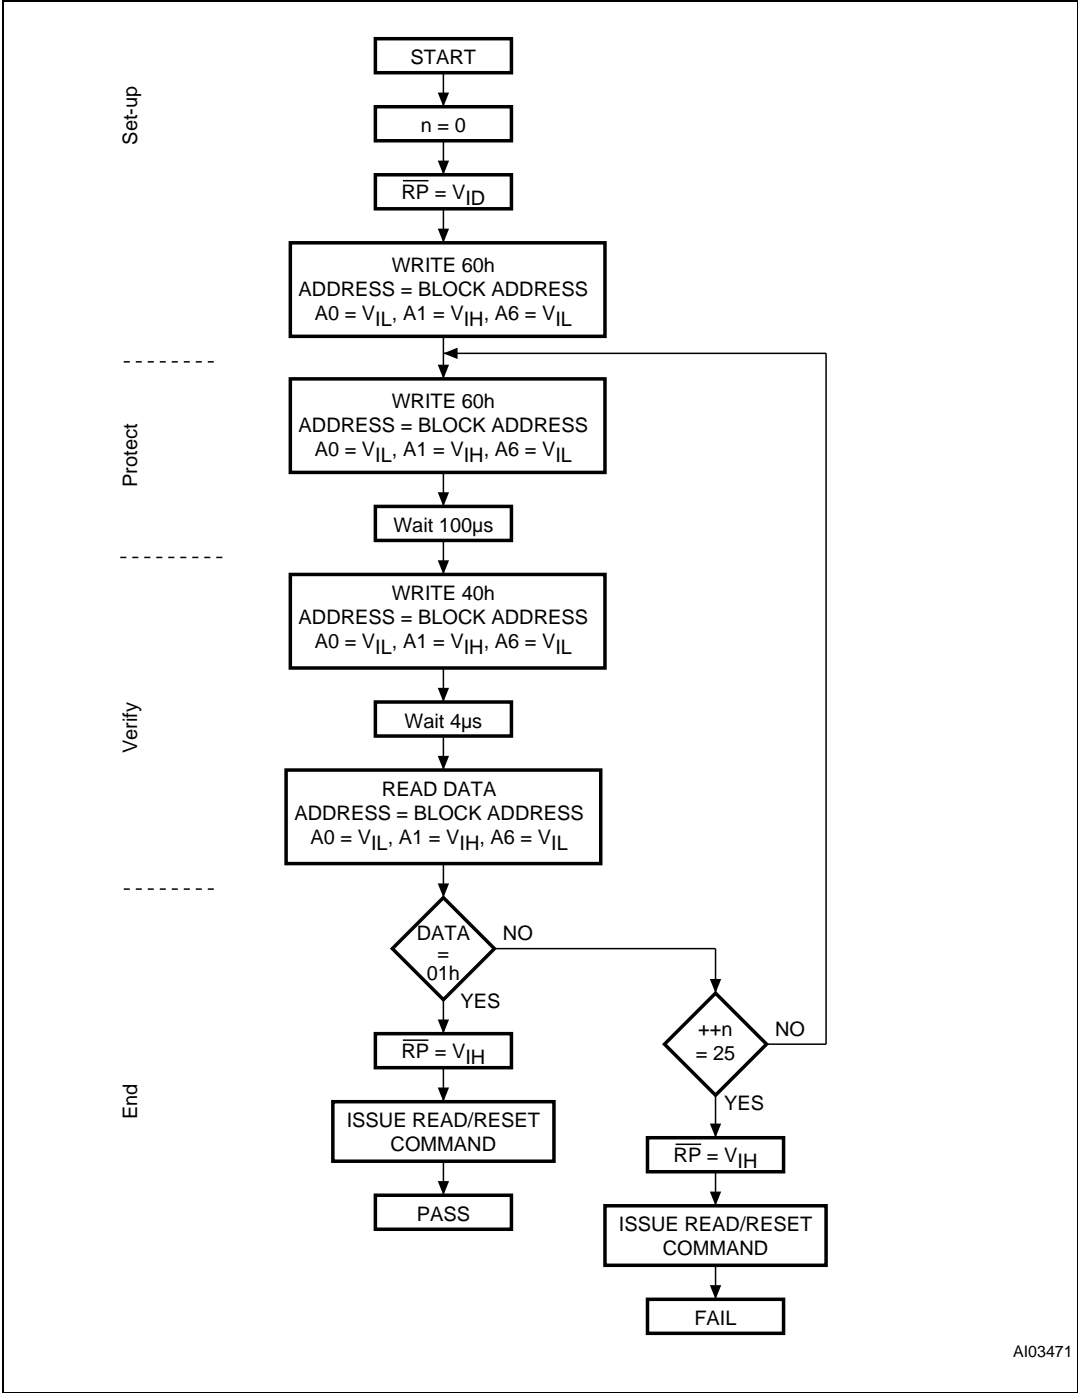 START
Set-up
n = 0
RP = VID
WRITE 60h
ADDRESS = BLOCK ADDRESS
A0 = VIL, A1 = VIH, A6 = VIL
Protect
WRITE 60h
ADDRESS = BLOCK ADDRESS
A0 = VIL, A1 = VIH, A6 = VIL
Wait 100µs
Verify
WRITE 40h
ADDRESS = BLOCK ADDRESS
A0 = VIL, A1 = VIH, A6 = VIL
Wait 4µs
READ DATA
ADDRESS = BLOCK ADDRESS
A0 = VIL, A1 = VIH, A6 = VIL
End
DATA
=
01h
NO
YES
++n
= 25
NO
YES
RP = VIH
ISSUE READ/RESET
COMMAND
PASS
RP = VIH
ISSUE READ/RESET
COMMAND
FAIL
AI03471